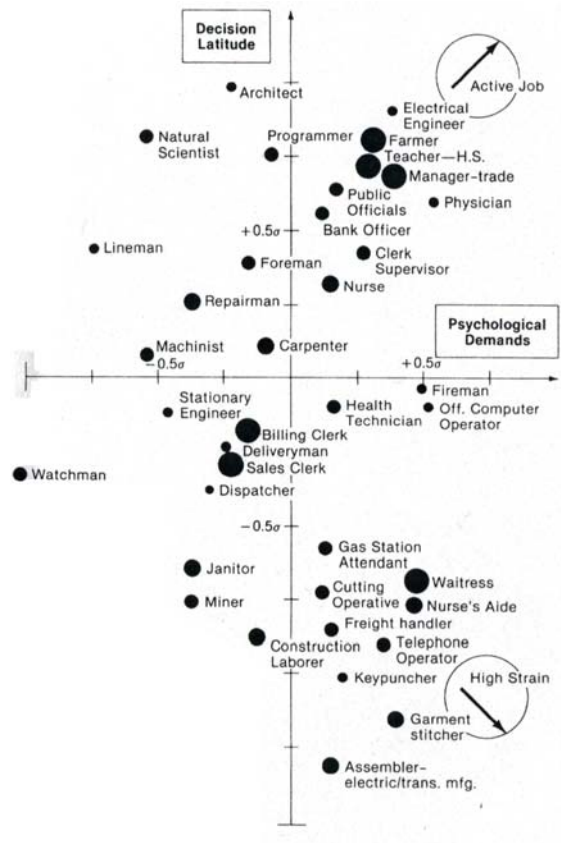 Decision
Latitude
Active Job
Architect
Electrical
Engineer
Natural
Scientist
Programmer
Farmer
Teacher—H.S.
Manager-trade
Public
Officials
Physician
Bank Officer
+0.5σ
Lineman
Foreman
Clerk
Supervisor
Nurse
Repairman
Psychological
Demands
Machinist
Carpenter
−0.5σ
+0.5σ
Fireman
Stationary
Engineer
Health
Technician
Off. Computer
Operator
Billing Clerk
Deliveryman
Sales Clerk
Watchman
Dispatcher
−0.5σ
Gas Station
Attendant
Janitor
Waitress
Cutting
Operative
Miner
Nurse's Aide
Freight handler
Construction
Laborer
Telephone
Operator
Keypuncher
High Strain
Garment
stitcher
Assembler–
electric/trans. mfg.